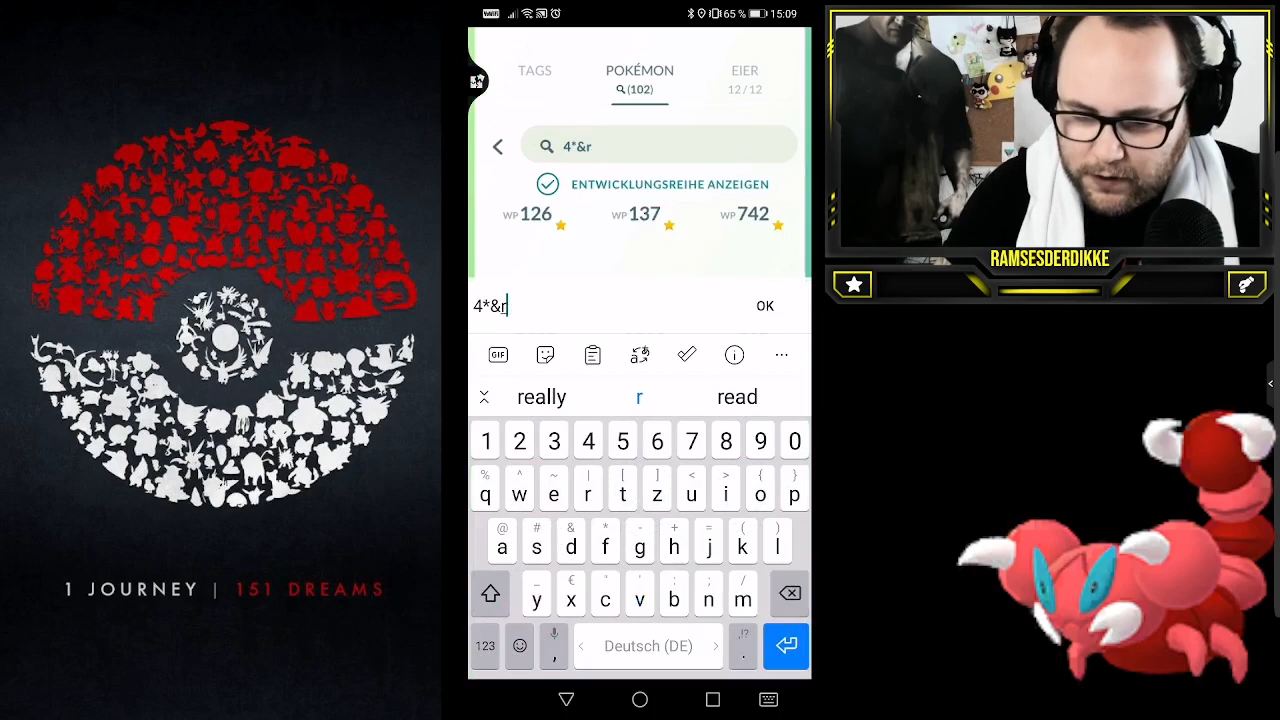 1 JOURNEY | 151 DREAMS
65 % 15:09
TAGS
POKÉMON
(102)
EIER
12 / 12
4*&r
ENTWICKLUNGSREIHE ANZEIGEN
WP 126
WP 137
WP 742
4*&r
OK
GIF
really r read
1 2 3 4 5 6 7 8 9 0
% ^ ~ | [ ] < > { }
q w e r t z u i o p
@ # & * - + = ( )
a s d f g h j k l
_ € " ' : ; /
y x c v b n m
123 , < Deutsch (DE) > ,!? .
RAMSESDERDIKKE